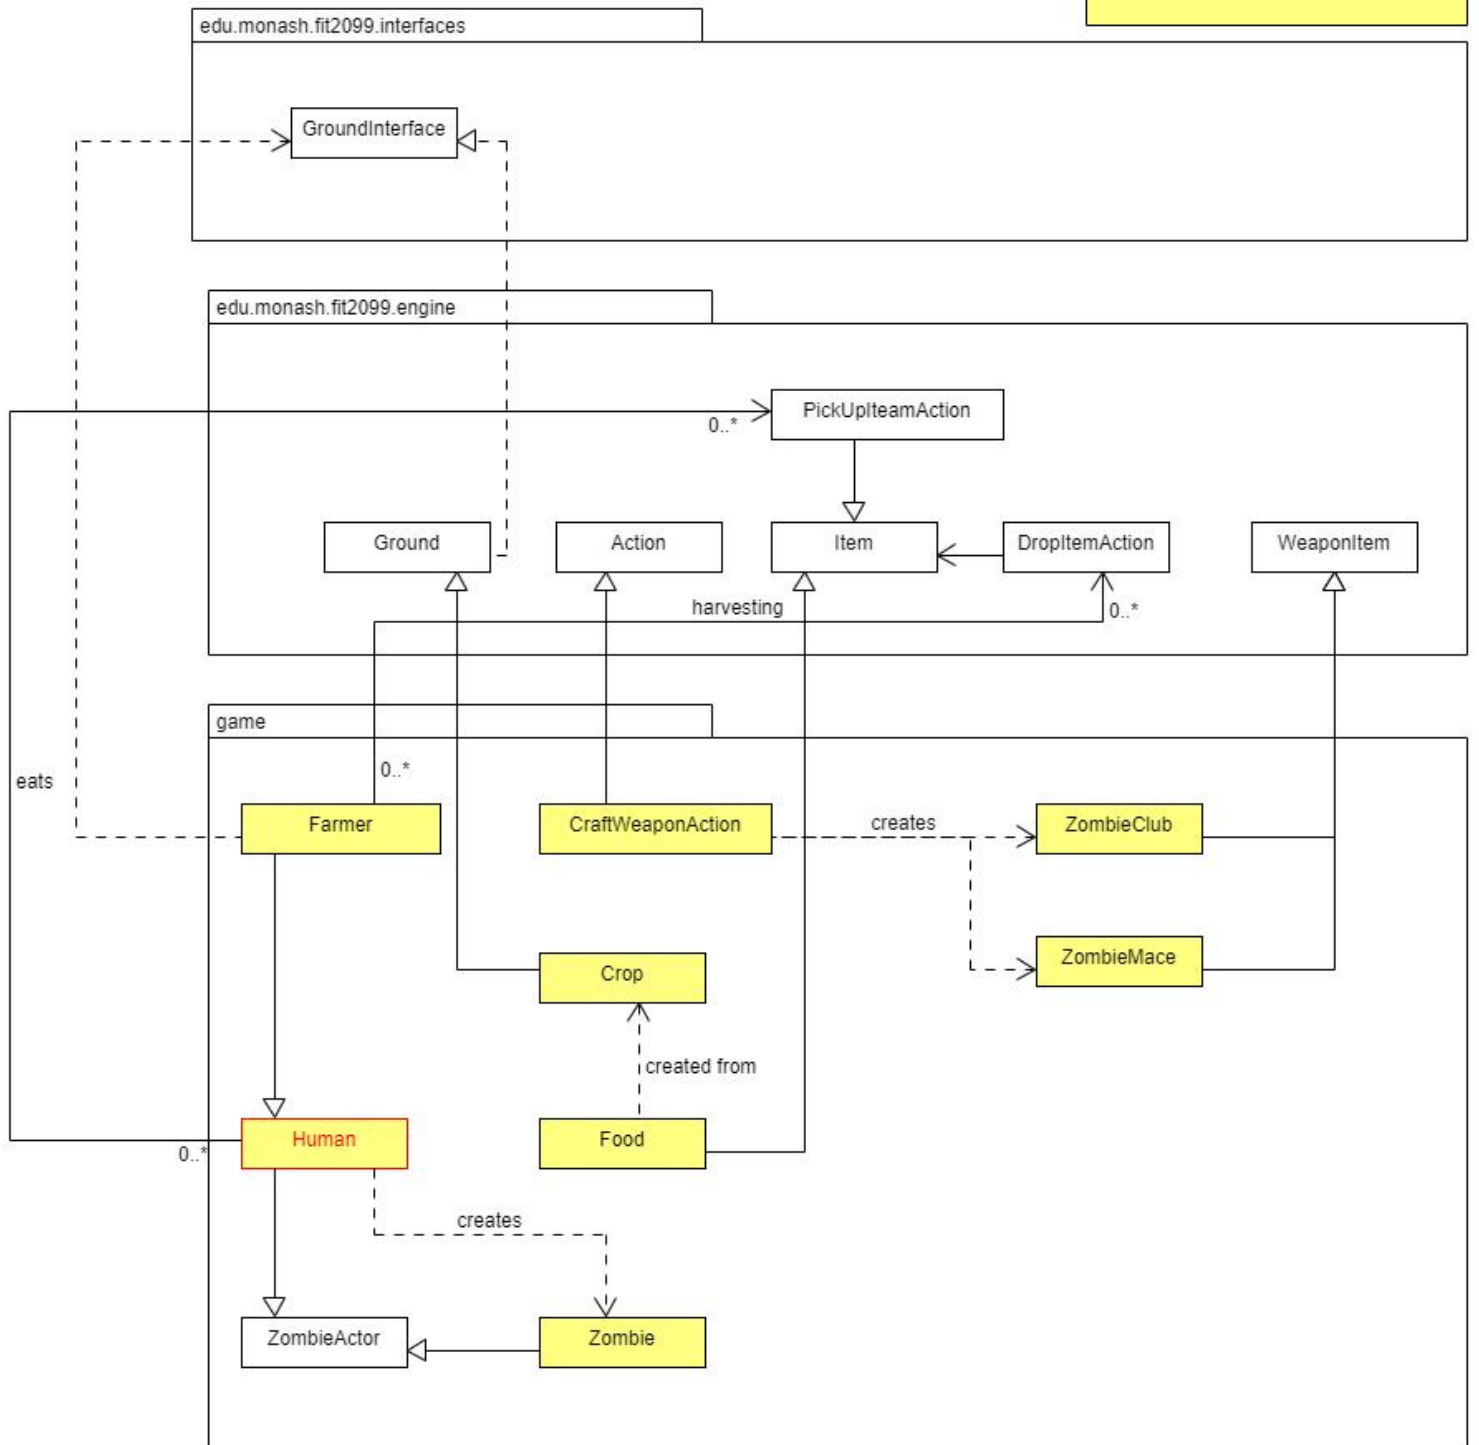 edu.monash.fit2099.interfaces
GroundInterface
edu.monash.fit2099.engine
PickUpIteamAction
0..*
Ground
Action
Item
DropItemAction
WeaponItem
harvesting
0..*
game
eats
0..*
Farmer
CraftWeaponAction
creates
ZombieClub
ZombieMace
Crop
created from
Human
Food
0..*
creates
ZombieActor
Zombie